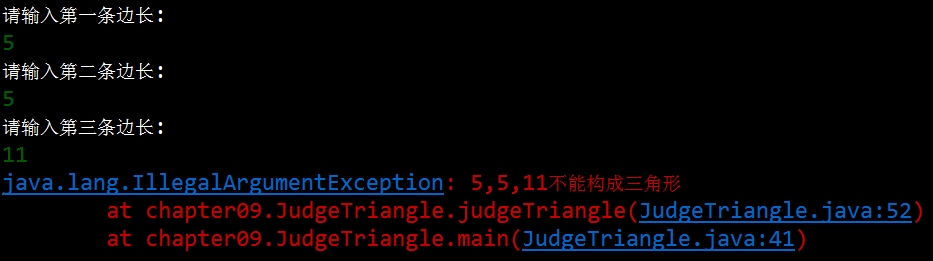 请输入第一条边长:
5
请输入第二条边长:
5
请输入第三条边长:
11
java.lang.IllegalArgumentException: 5,5,11不能构成三角形
at chapter09.JudgeTriangle.judgeTriangle(JudgeTriangle.java:52)
at chapter09.JudgeTriangle.main(JudgeTriangle.java:41)